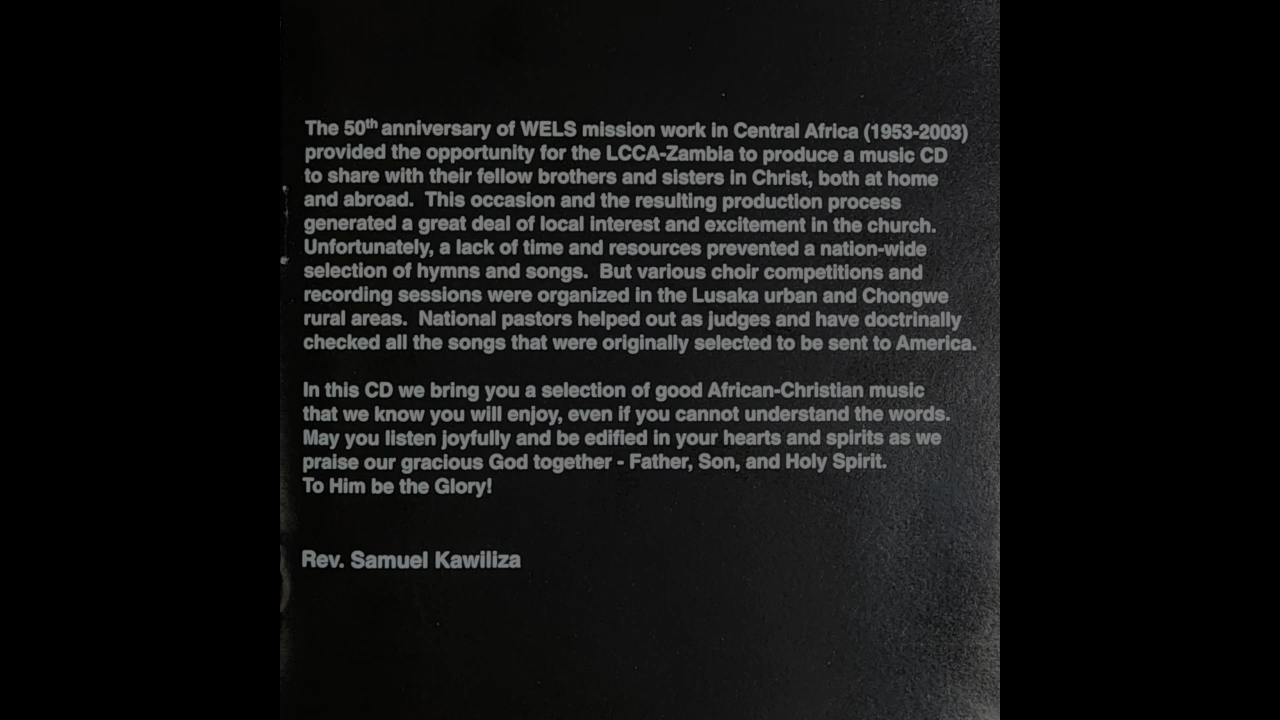 The 50th anniversary of WELS mission work in Central Africa (1953-2003)
provided the opportunity for the LCCA-Zambia to produce a music CD
to share with their fellow brothers and sisters in Christ, both at home
and abroad.  This occasion and the resulting production process
generated a great deal of local interest and excitement in the church.
Unfortunately, a lack of time and resources prevented a nation-wide
selection of hymns and songs.  But various choir competitions and
recording sessions were organized in the Lusaka urban and Chongwe
rural areas.  National pastors helped out as judges and have doctrinally
checked all the songs that were originally selected to be sent to America.

In this CD we bring you a selection of good African-Christian music
that we know you will enjoy, even if you cannot understand the words.
May you listen joyfully and be edified in your hearts and spirits as we
praise our gracious God together - Father, Son, and Holy Spirit.
To Him be the Glory!

Rev. Samuel Kawiliza